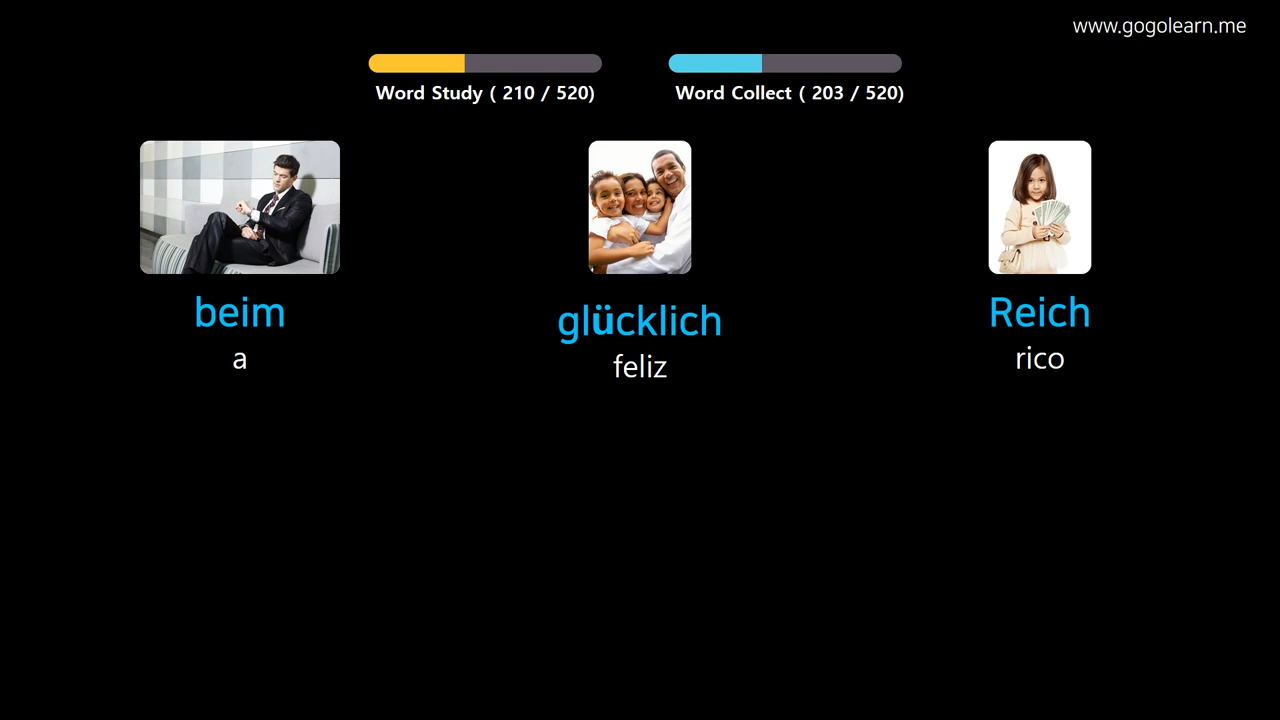 www.gogolearn.me
Word Study ( 210 / 520)
Word Collect ( 203 / 520)
beim
glücklich
Reich
a
feliz
rico